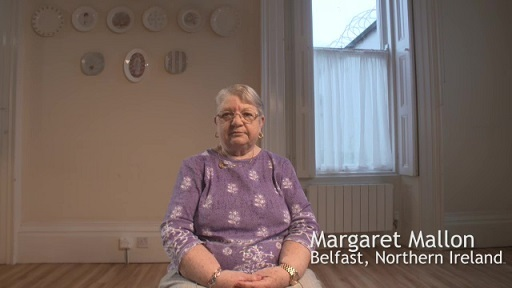 Margaret Mallon
Belfast, Northern Ireland